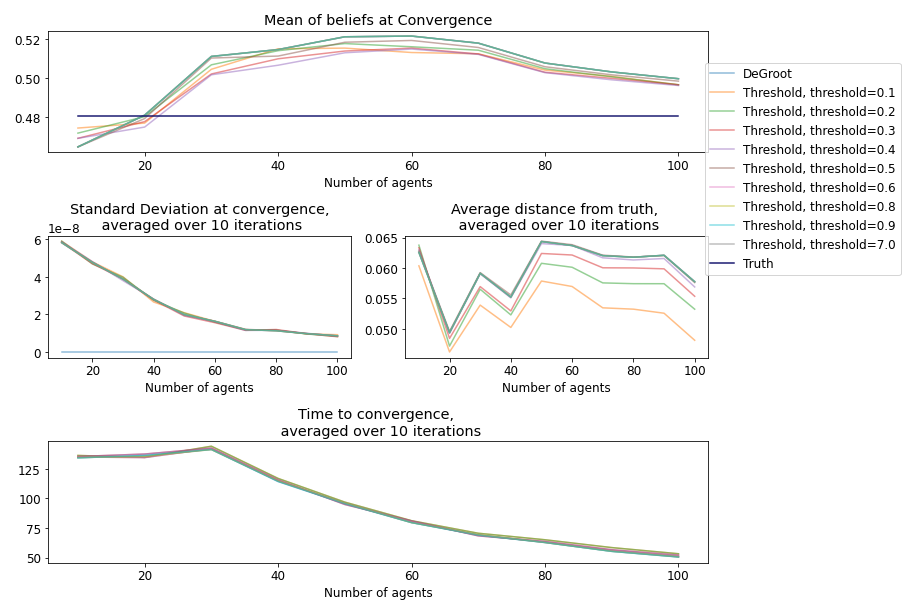 Mean of beliefs at Convergence
0.52
0.50
0.48
20
40
60
80
100
Number of agents
DeGroot
Threshold, threshold=0.1
Threshold, threshold=0.2
Threshold, threshold=0.3
Threshold, threshold=0.4
Threshold, threshold=0.5
Threshold, threshold=0.6
Threshold, threshold=0.8
Threshold, threshold=0.9
Threshold, threshold=7.0
Truth
Standard Deviation at convergence,
averaged over 10 iterations
1e−8
6
4
2
0
20
40
60
80
100
Number of agents
Average distance from truth,
averaged over 10 iterations
0.065
0.060
0.055
0.050
20
40
60
80
100
Number of agents
Time to convergence,
averaged over 10 iterations
125
100
75
50
20
40
60
80
100
Number of agents